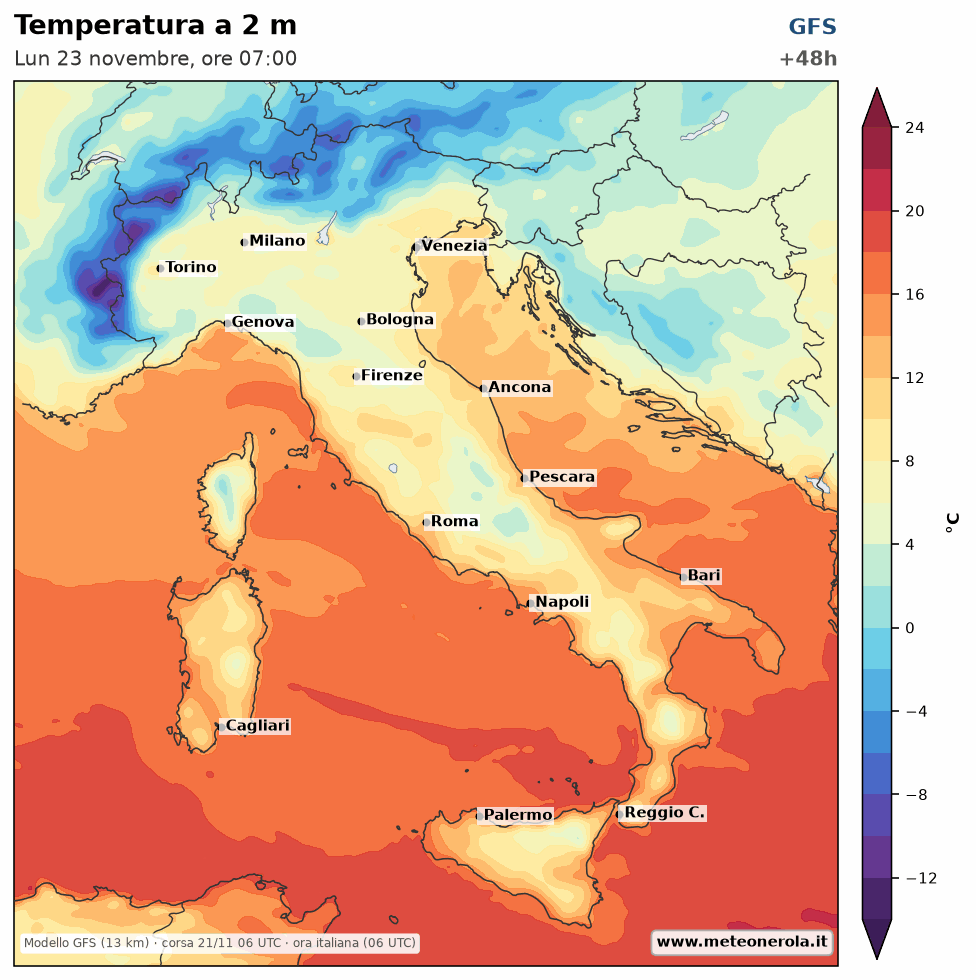 Temperatura a 2 m
GFS
Lun 23 novembre, ore 07:00
+48h
Milano
Venezia
Torino
Genova
Bologna
Firenze
Ancona
Pescara
Roma
Bari
Napoli
Cagliari
Palermo
Reggio C.
24
20
16
12
8
4
0
−4
−8
−12
°C
Modello GFS (13 km) · corsa 21/11 06 UTC · ora italiana (06 UTC)
www.meteonerola.it